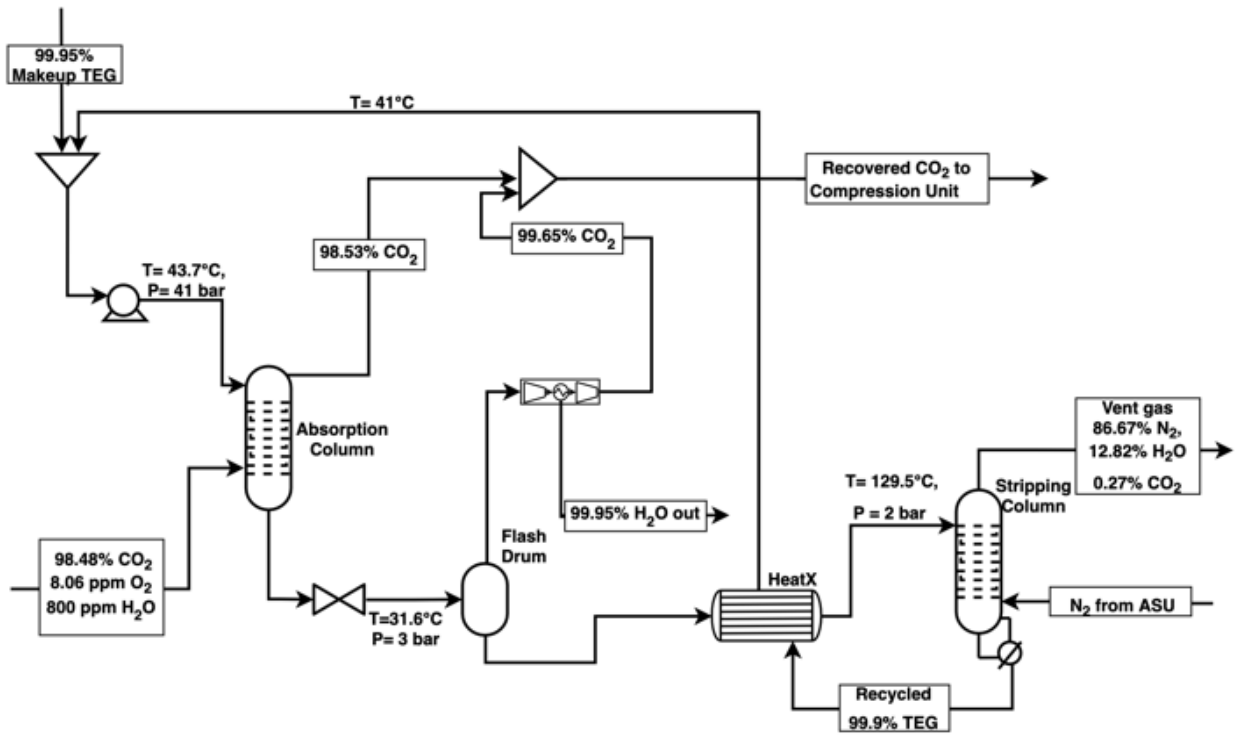 99.95%
Makeup TEG
T= 41°C
Recovered CO₂ to
Compression Unit
99.65% CO₂
98.53% CO₂
T= 43.7°C,
P= 41 bar
Absorption
Column
Vent gas
86.67% N₂,
12.82% H₂O
0.27% CO₂
T= 129.5°C,
P = 2 bar
Stripping
Column
99.95% H₂O out
Flash
Drum
98.48% CO₂
8.06 ppm O₂
800 ppm H₂O
T=31.6°C
P= 3 bar
HeatX
N₂ from ASU
Recycled
99.9% TEG